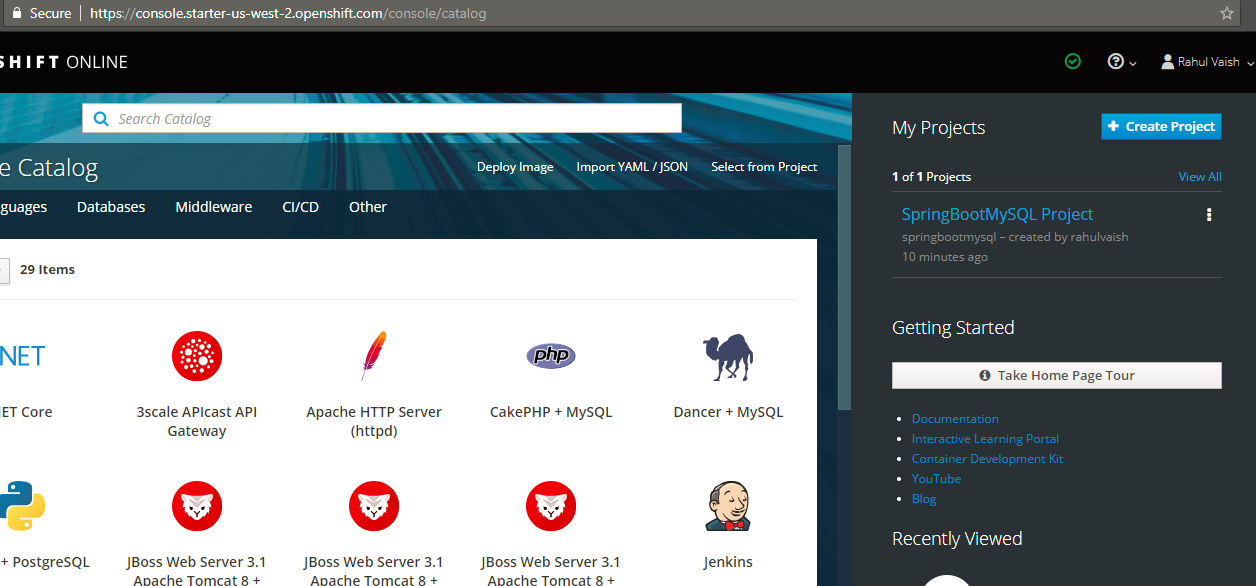 Secure https://console.starter-us-west-2.openshift.com/console/catalog
SHIFT ONLINE
Rahul Vaish
Search Catalog
e Catalog
Deploy Image Import YAML / JSON Select from Project
guages Databases Middleware CI/CD Other
29 Items
NET
php
ET Core
3scale APIcast API
Gateway
Apache HTTP Server
(httpd)
CakePHP + MySQL
Dancer + MySQL
+ PostgreSQL
JBoss Web Server 3.1
Apache Tomcat 8 +
JBoss Web Server 3.1
Apache Tomcat 8 +
JBoss Web Server 3.1
Apache Tomcat 8 +
Jenkins
My Projects
+ Create Project
1 of 1 Projects View All
SpringBootMySQL Project
springbootmysql – created by rahulvaish
10 minutes ago
Getting Started
Take Home Page Tour
Documentation
Interactive Learning Portal
Container Development Kit
YouTube
Blog
Recently Viewed